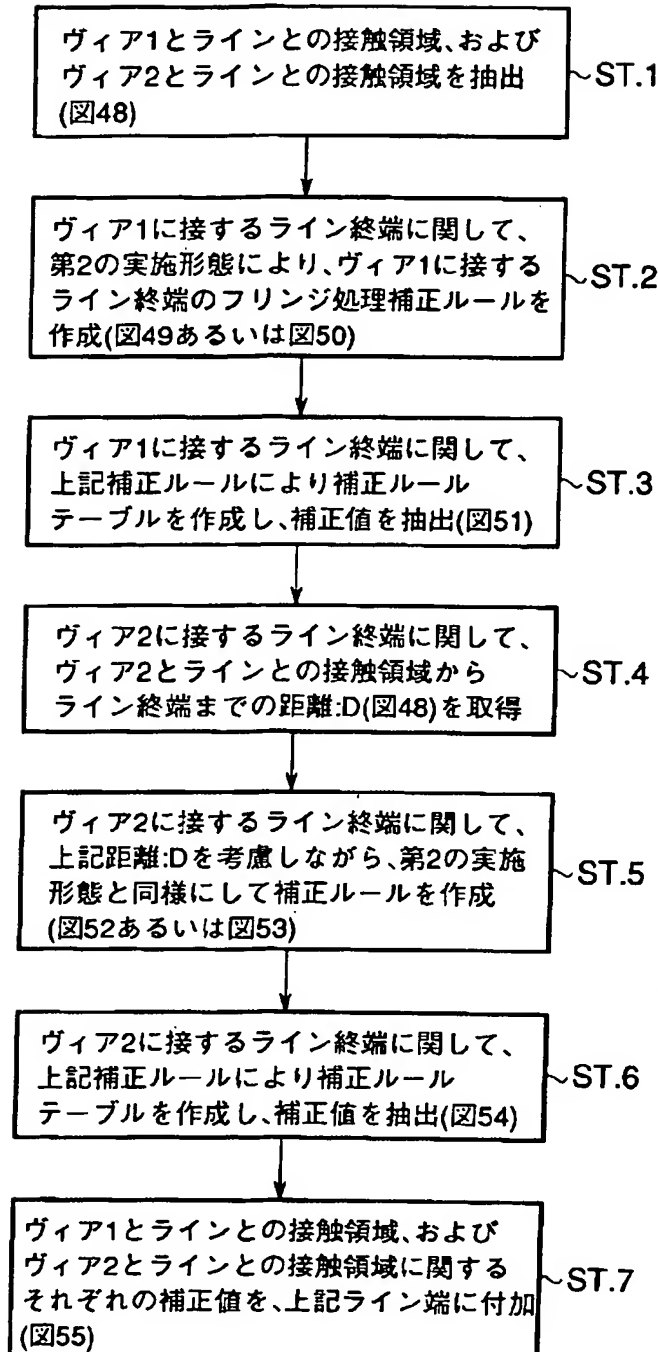 ヴィア1とラインとの接触領域、および
ヴィア2とラインとの接触領域を抽出
(図48)
~ST.1
ヴィア1に接するライン終端に関して、
第2の実施形態により、ヴィア1に接する
ライン終端のフリンジ処理補正ルールを
作成(図49あるいは図50)
~ST.2
ヴィア1に接するライン終端に関して、
上記補正ルールにより補正ルール
テーブルを作成し、補正値を抽出(図51)
~ST.3
ヴィア2に接するライン終端に関して、
ヴィア2とラインとの接触領域から
ライン終端までの距離:D(図48)を取得
~ST.4
ヴィア2に接するライン終端に関して、
上記距離:Dを考慮しながら、第2の実施
形態と同様にして補正ルールを作成
(図52あるいは図53)
~ST.5
ヴィア2に接するライン終端に関して、
上記補正ルールにより補正ルール
テーブルを作成し、補正値を抽出(図54)
~ST.6
ヴィア1とラインとの接触領域、および
ヴィア2とラインとの接触領域に関する
それぞれの補正値を、上記ライン端に付加
(図55)
~ST.7